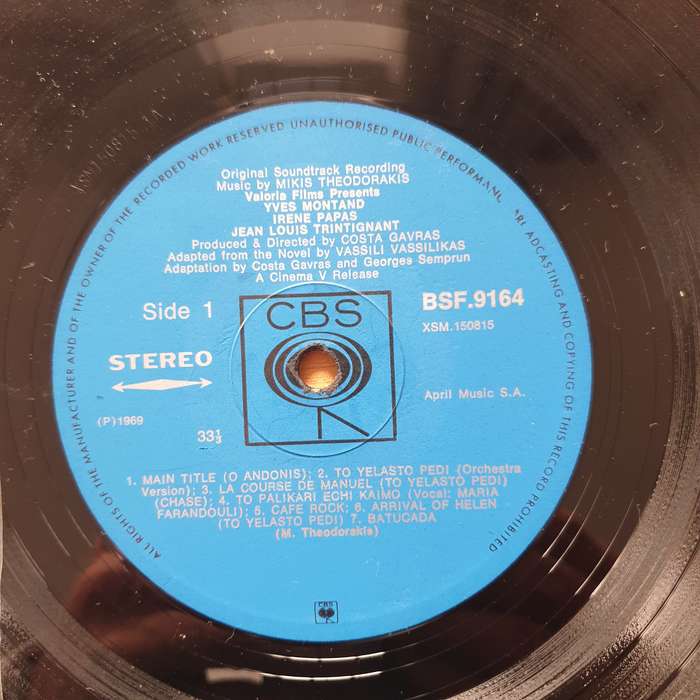 ALL RIGHTS OF THE MANUFACTURER AND OF THE OWNER OF THE RECORDED WORK RESERVED UNAUTHORISED PUBLIC PERFORMANC ADCASTING AND COPYING OF THIS RECORD PROHIBITED
Original Soundtrack Recording
Music by MIKIS THEODORAKIS
Valoria Films Presents
YVES MONTAND
IRENE PAPAS
JEAN LOUIS TRINTIGNANT
Produced & Directed by COSTA GAVRAS
Adapted from the Novel by VASSILI VASSILIKAS
Adaptation by Costa Gavras and Georges Semprun
A Cinema V Release
Side 1
CBS
BSF.9164
XSM.150815
STEREO
April Music S.A.
(P)1969
33⅓
1. MAIN TITLE (O ANDONIS); 2. TO YELASTO PEDI (Orchestra
Version); 3. LA COURSE DE MANUEL (TO YELASTO PEDI)
(CHASE); 4. TO PALIKARI ECHI KAIMO (Vocal: MARIA
FARANDOULI); 5. CAFE ROCK; 6. ARRIVAL OF HELEN
(TO YELASTO PEDI) 7. BATUCADA
(M. Theodorakis)
CBS